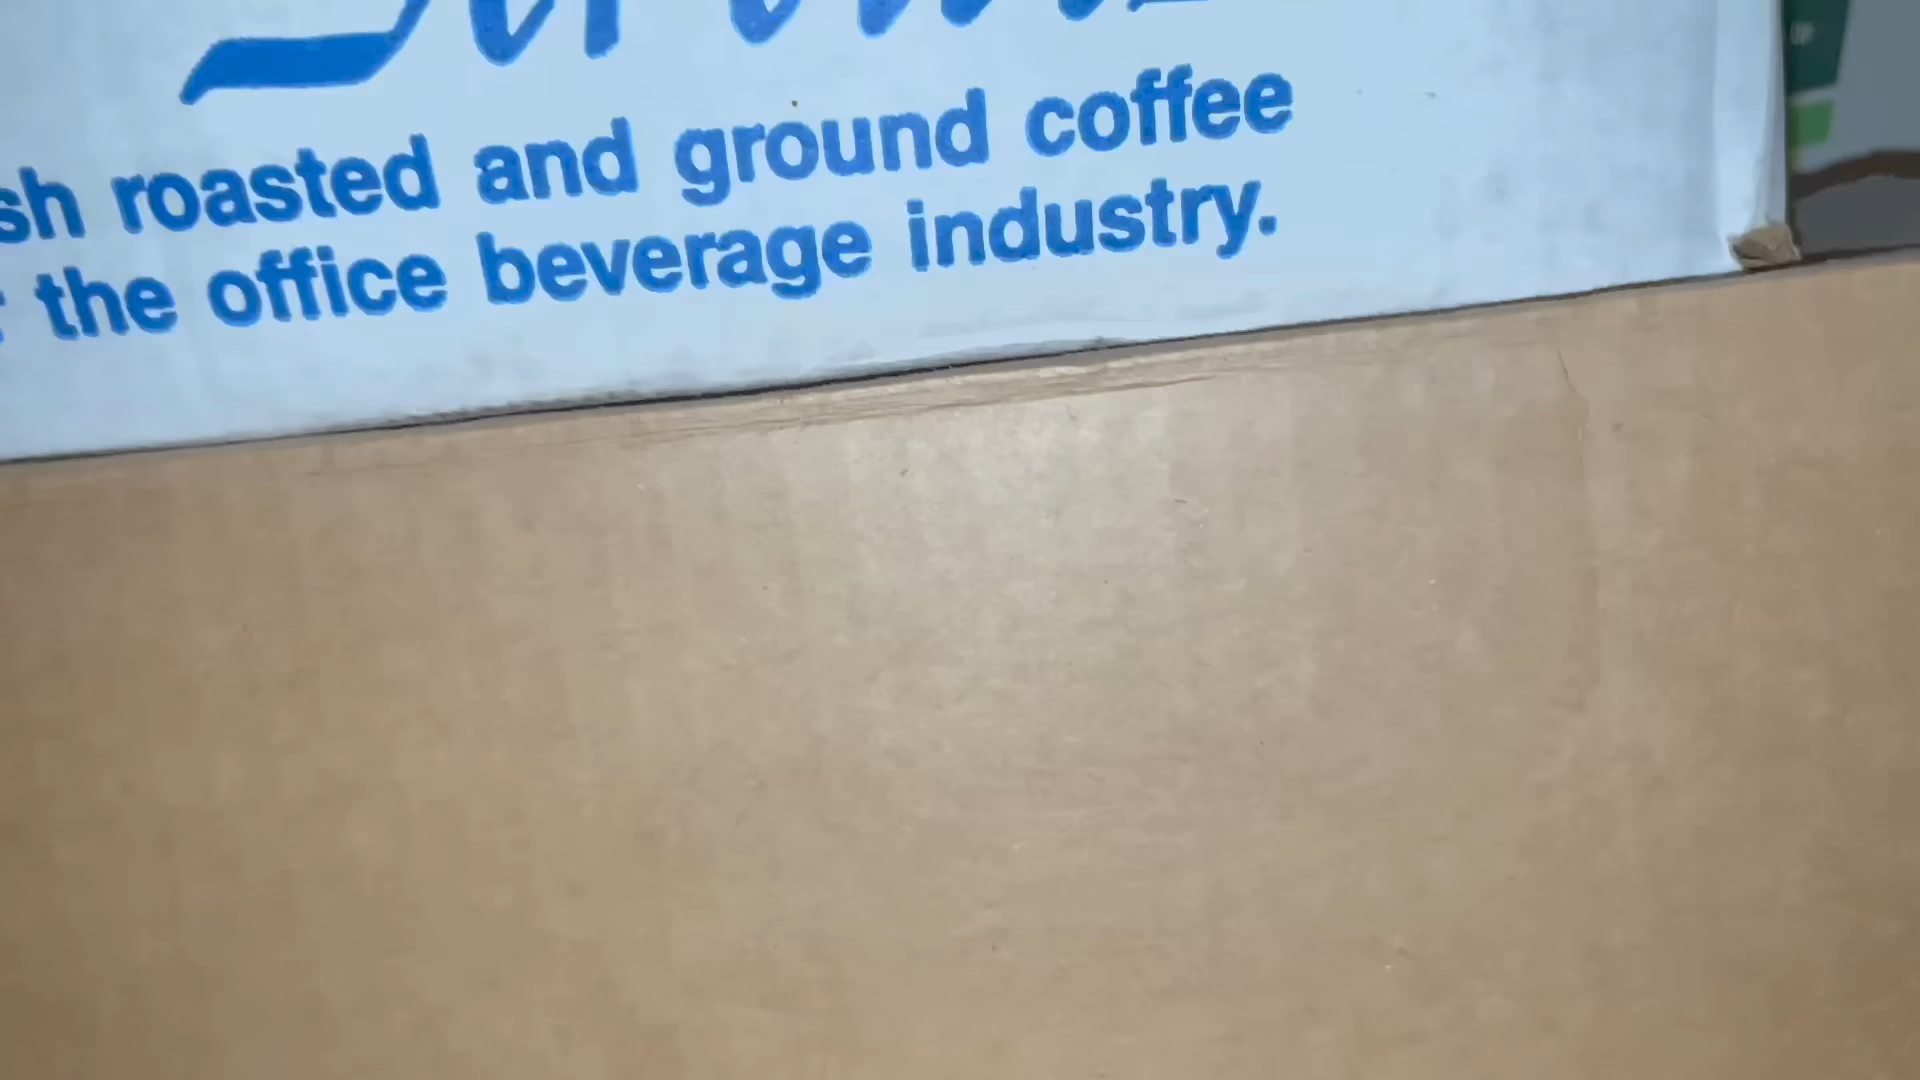 sh roasted and ground coffee
the office beverage industry.